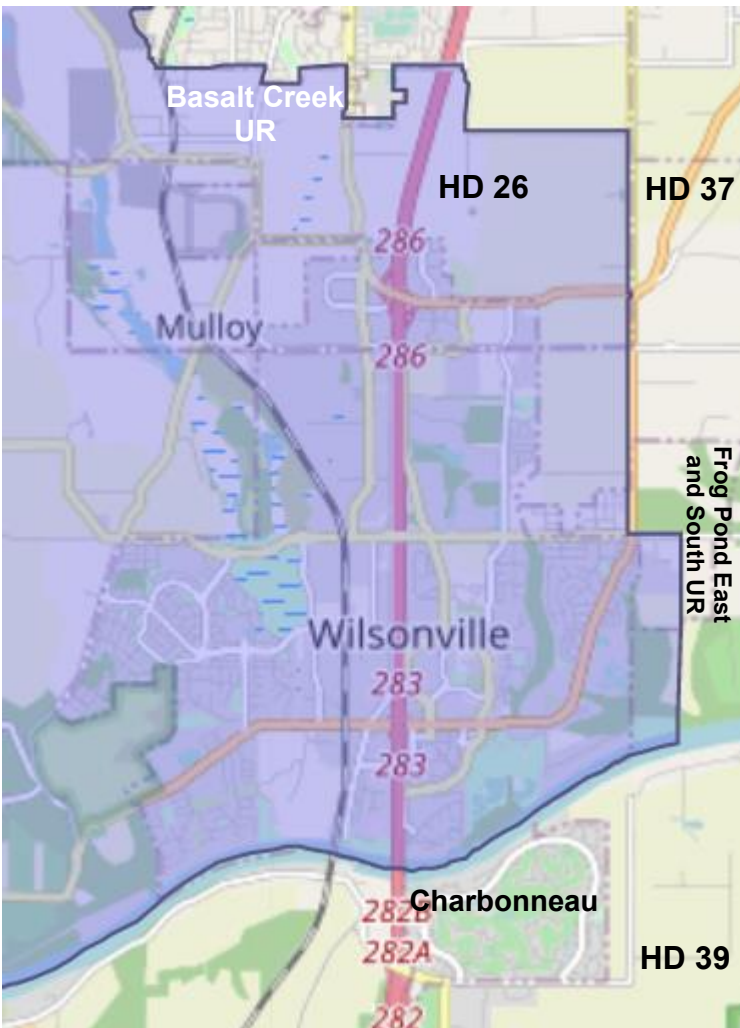 Basalt Creek
UR
HD 26
HD 37
286
Mulloy
286
Frog Pond East
and South UR
Wilsonville
283
283
Charbonneau
282B
282A
HD 39
282